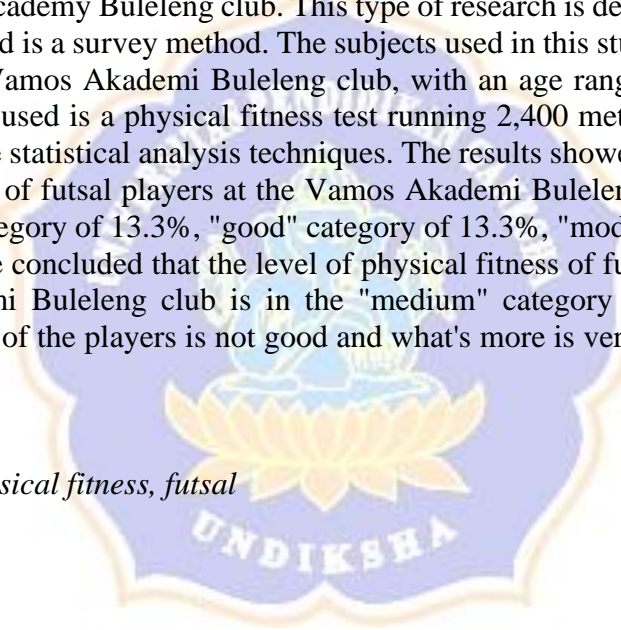 cademy Buleleng club. This type of research is de
d is a survey method. The subjects used in this stu
Vamos Akademi Buleleng club, with an age rang
used is a physical fitness test running 2,400 met
e statistical analysis techniques. The results showe
of futsal players at the Vamos Akademi Bulelen
egory of 13.3%, "good" category of 13.3%, "mod
e concluded that the level of physical fitness of fu
mi Buleleng club is in the "medium" category
of the players is not good and what's more is ver
sical fitness, futsal
UNDIKSHA